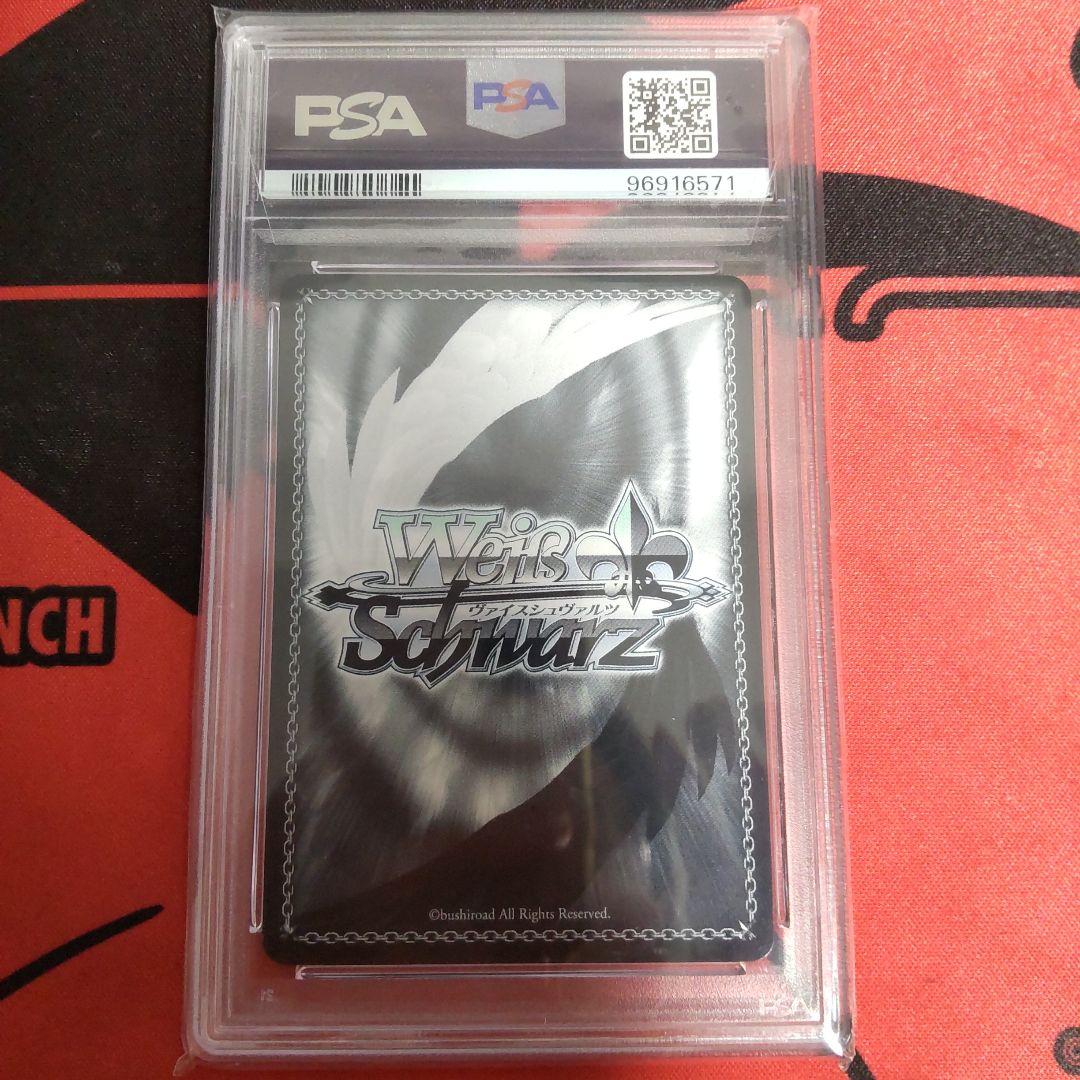 PSA PSA
96916571
Weiß
ヴァイスシュヴァルツ
Schwarz
NCH
©bushiroad All Rights Reserved.
PSA
©